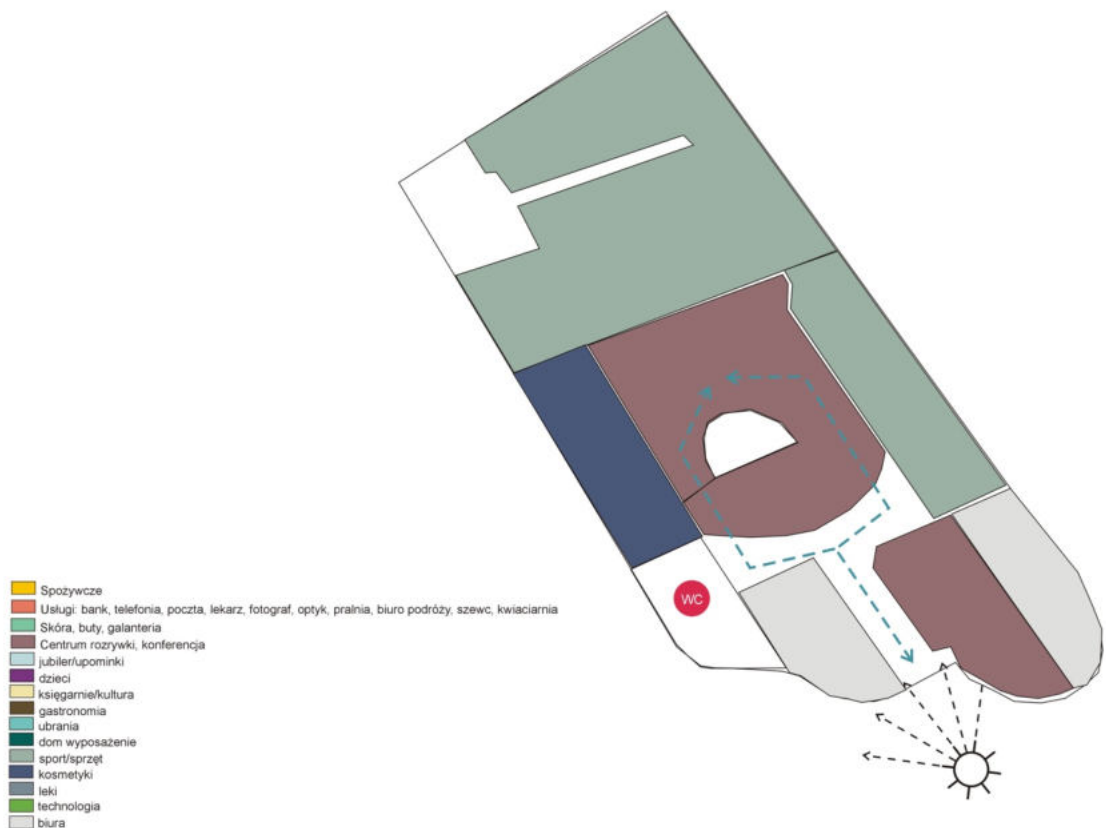 WC
Spożywcze
Usługi: bank, telefonia, poczta, lekarz, fotograf, optyk, pralnia, biuro podróży, szewc, kwiaciarnia
Skóra, buty, galanteria
Centrum rozrywki, konferencja
jubiler/upominki
dzieci
księgarnie/kultura
gastronomia
ubrania
dom wyposażenie
sport/sprzęt
kosmetyki
leki
technologia
biura